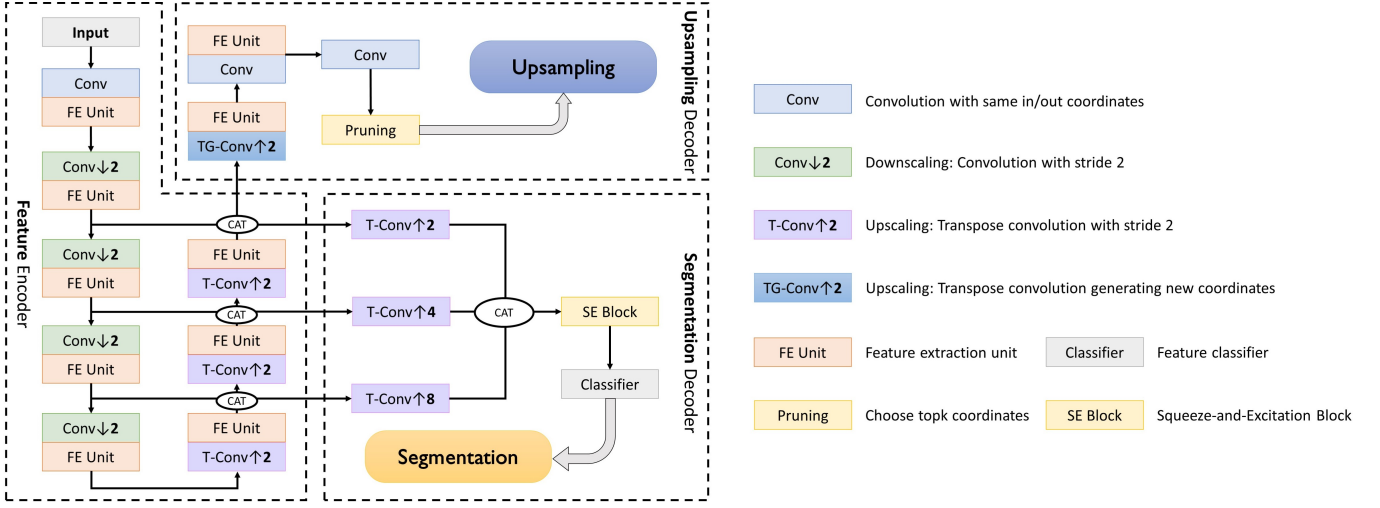 Input
Conv
FE Unit
Conv↓2
FE Unit
Conv↓2
FE Unit
Conv↓2
FE Unit
Conv↓2
FE Unit
Feature Encoder
CAT
FE Unit
T-Conv↑2
CAT
FE Unit
T-Conv↑2
CAT
FE Unit
T-Conv↑2
FE Unit
Conv
FE Unit
TG-Conv↑2
Conv
Pruning
Upsampling
Upsampling Decoder
T-Conv↑2
T-Conv↑4
T-Conv↑8
CAT
SE Block
Classifier
Segmentation
Segmentation Decoder
Conv
Convolution with same in/out coordinates
Conv↓2
Downscaling: Convolution with stride 2
T-Conv↑2
Upscaling: Transpose convolution with stride 2
TG-Conv↑2
Upscaling: Transpose convolution generating new coordinates
FE Unit
Feature extraction unit
Classifier
Feature classifier
Pruning
Choose topk coordinates
SE Block
Squeeze-and-Excitation Block